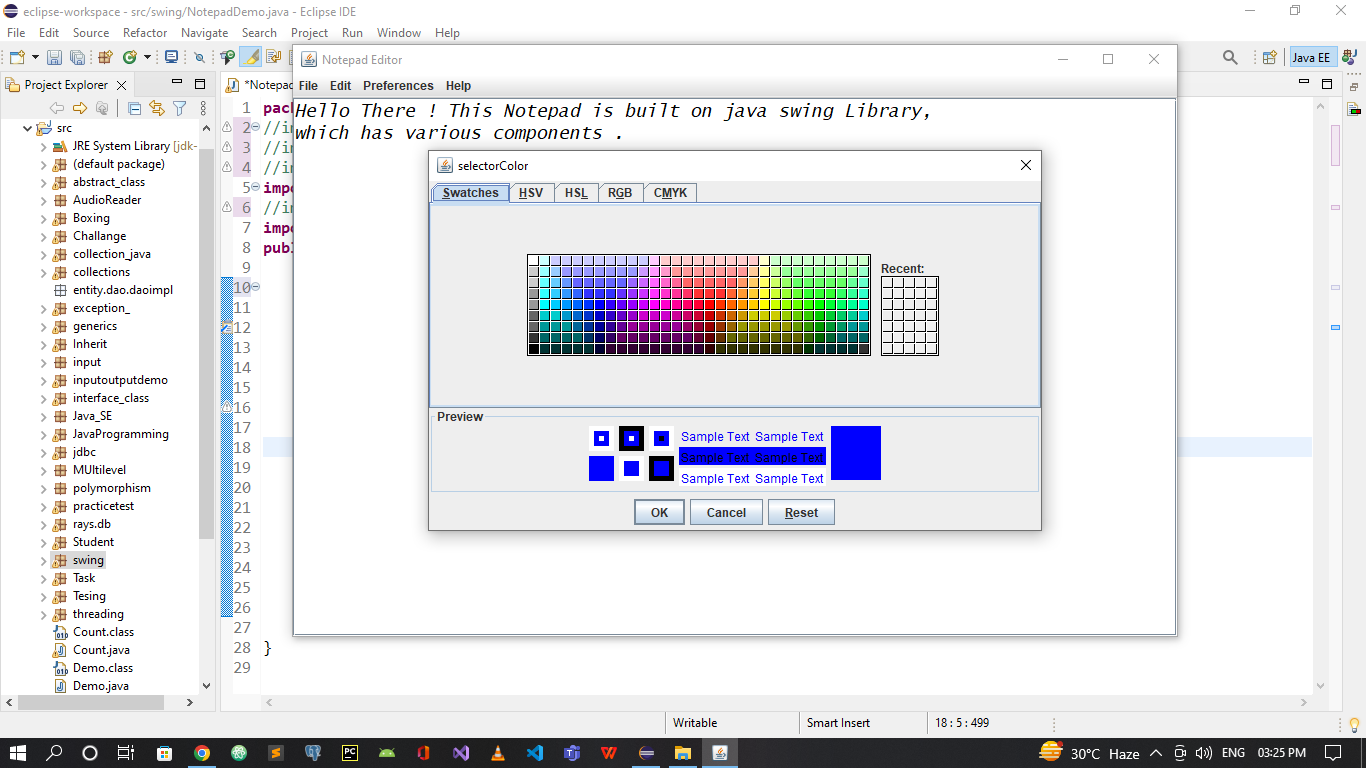 eclipse-workspace - src/swing/NotepadDemo.java - Eclipse IDE
File Edit Source Refactor Navigate Search Project Run Window Help
Java EE
Project Explorer
*Notepad
src
JRE System Library [jdk-
(default package)
abstract_class
AudioReader
Boxing
Challange
collection_java
collections
entity.dao.daoimpl
exception_
generics
Inherit
input
inputoutputdemo
interface_class
Java_SE
JavaProgramming
jdbc
MUltilevel
polymorphism
practicetest
rays.db
Student
swing
Task
Tesing
threading
Count.class
Count.java
Demo.class
Demo.java
1 pack
2 //im
3 //im
4 //im
5 impo
6 //im
7 impo
8 publ
9
10
11
12
13
14
15
16
17
18
19
20
21
22
23
24
25
26
27
28 }
29
Notepad Editor
File Edit Preferences Help
Hello There ! This Notepad is built on java swing Library,
which has various components .
selectorColor
Swatches HSV HSL RGB CMYK
Recent:
Preview
Sample Text Sample Text
Sample Text Sample Text
Sample Text Sample Text
OK Cancel Reset
Writable Smart Insert 18 : 5 : 499
30°C Haze ENG 03:25 PM